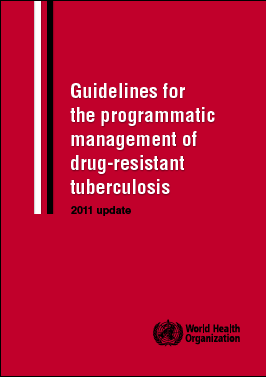 Guidelines for
the programmatic
management of
drug-resistant
tuberculosis
2011 update
World Health
Organization